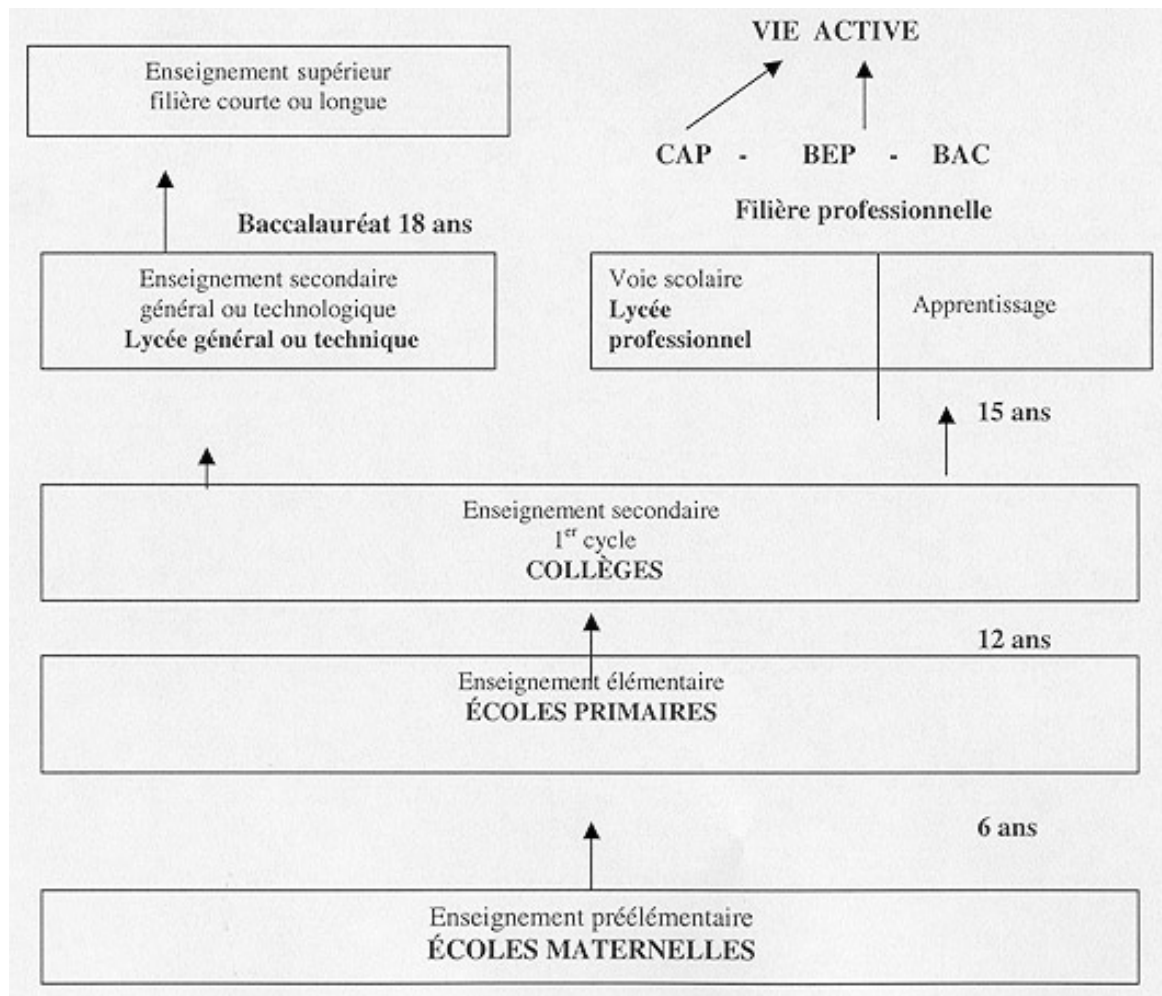 VIE ACTIVE
Enseignement supérieur
filière courte ou longue
CAP - BEP - BAC
Filière professionnelle
Baccalauréat 18 ans
Enseignement secondaire
général ou technologique
Lycée général ou technique
Voie scolaire
Lycée
professionnel
Apprentissage
15 ans
Enseignement secondaire
1er cycle
COLLÈGES
12 ans
Enseignement élémentaire
ÉCOLES PRIMAIRES
6 ans
Enseignement préélémentaire
ÉCOLES MATERNELLES